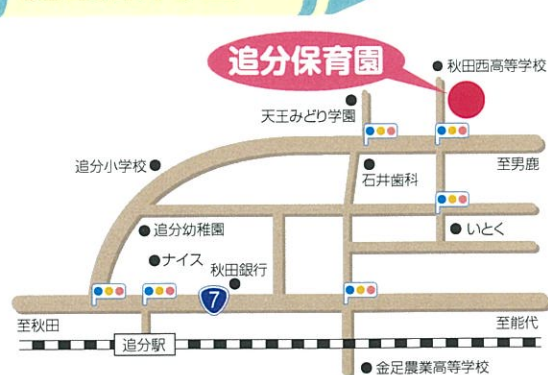 追分保育園
秋田西高等学校
天王みどり学園
追分小学校
石井歯科
至男鹿
追分幼稚園
いとく
ナイス
秋田銀行
7
至秋田
至能代
追分駅
金足農業高等学校